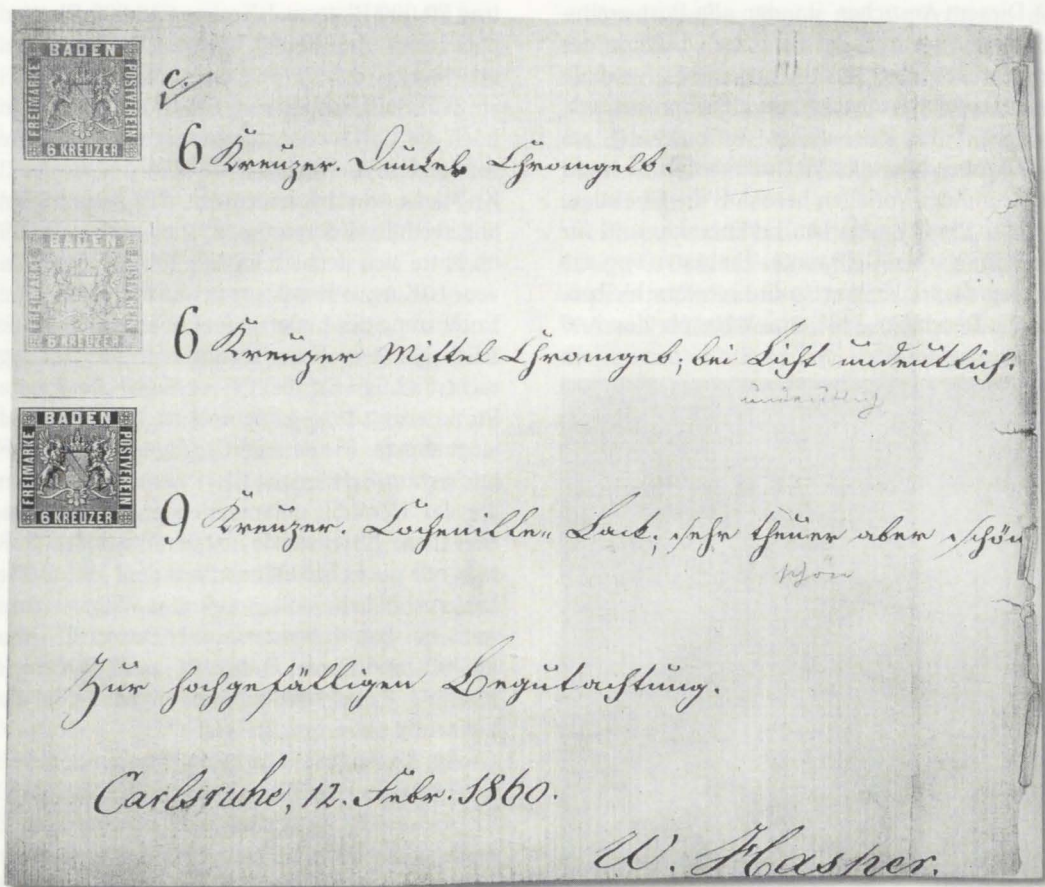 BADEN
FREIMARKE
POSTVEREIN
6 KREUZER
c/
6 Kreuzer. Dunkel Chromgelb.
BADEN
6 KREUZER
6 Kreuzer Mittel Chromgeb; bei Licht undeutlich.
undeutlich
BADEN
FREIMARKE
POSTVEREIN
6 KREUZER
9 Kreuzer. Cochenille-Lack; sehr theuer aber schön
schön
Zur hochgefälligen Begutachtung.
Carlsruhe, 12. Febr. 1860.
W. Hasper.